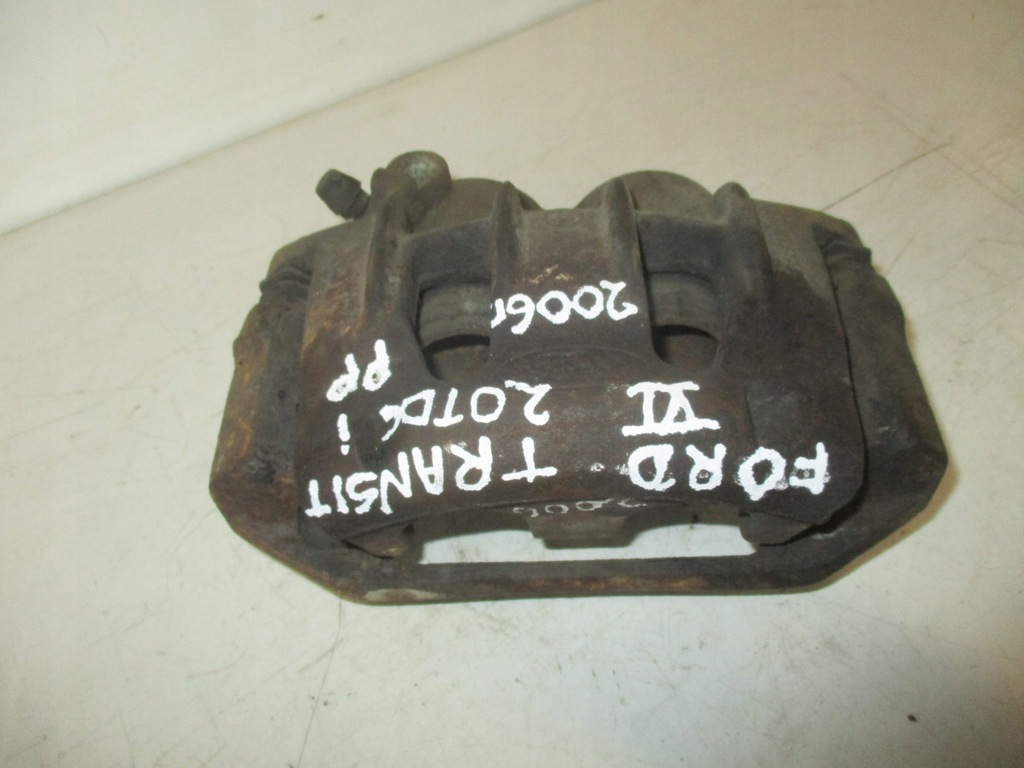 FORD TRANSIT
VI 2.0TDCi
PP
2006r